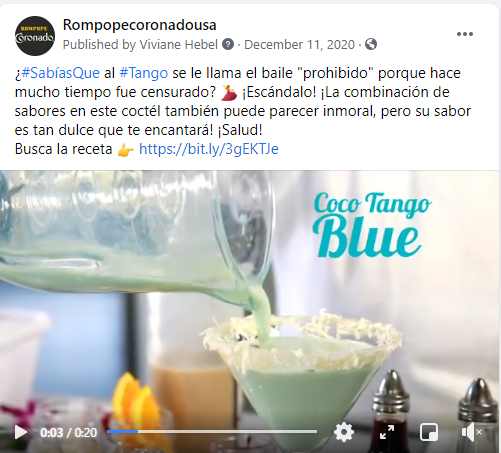 Rompopecoronadousa
Published by Viviane Hebel · December 11, 2020 ·
ROMPOPE
Coronado
¿#SabíasQue al #Tango se le llama el baile "prohibido" porque hace
mucho tiempo fue censurado? 💃 ¡Escándalo! ¡La combinación de
sabores en este coctél también puede parecer inmoral, pero su sabor
es tan dulce que te encantará! ¡Salud!
Busca la receta 👉 https://bit.ly/3gEKTJe
Coco Tango
Blue
0:03 / 0:20